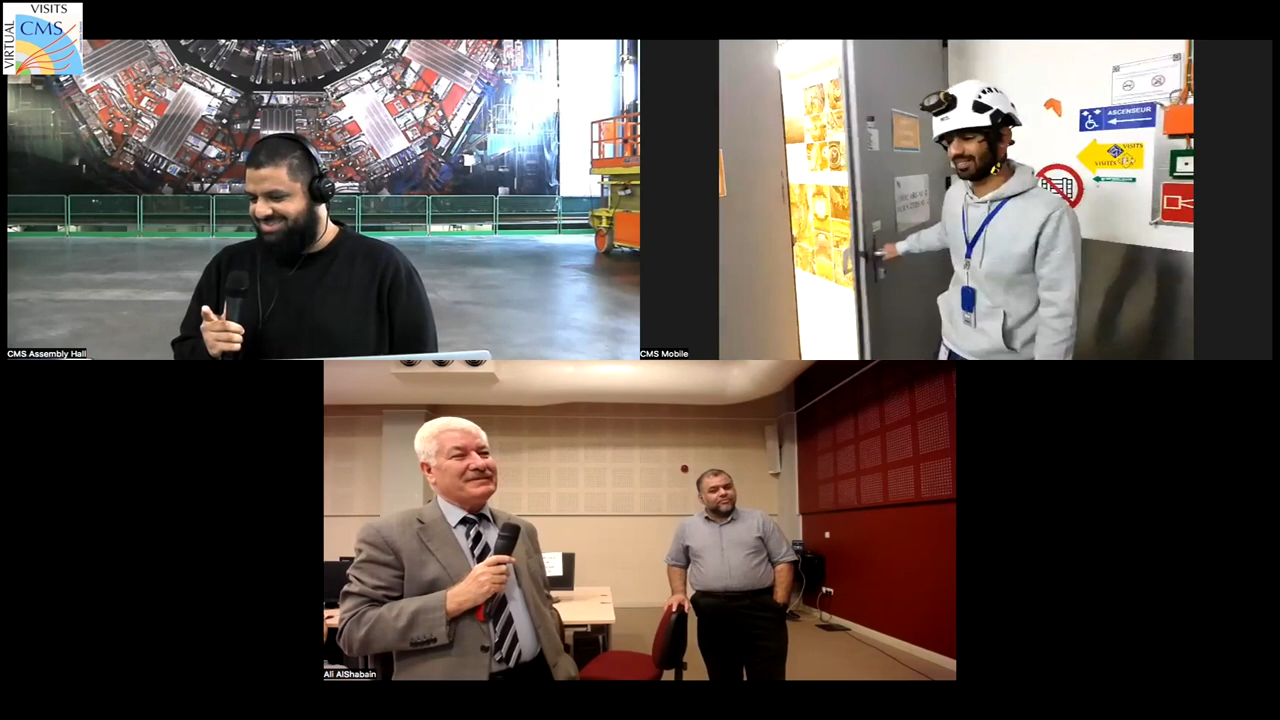 VISITS
VIRTUAL
CMS
ASCENSEUR
VISITS
CMS Assembly Hall
CMS Mobile
Ali AlShabain